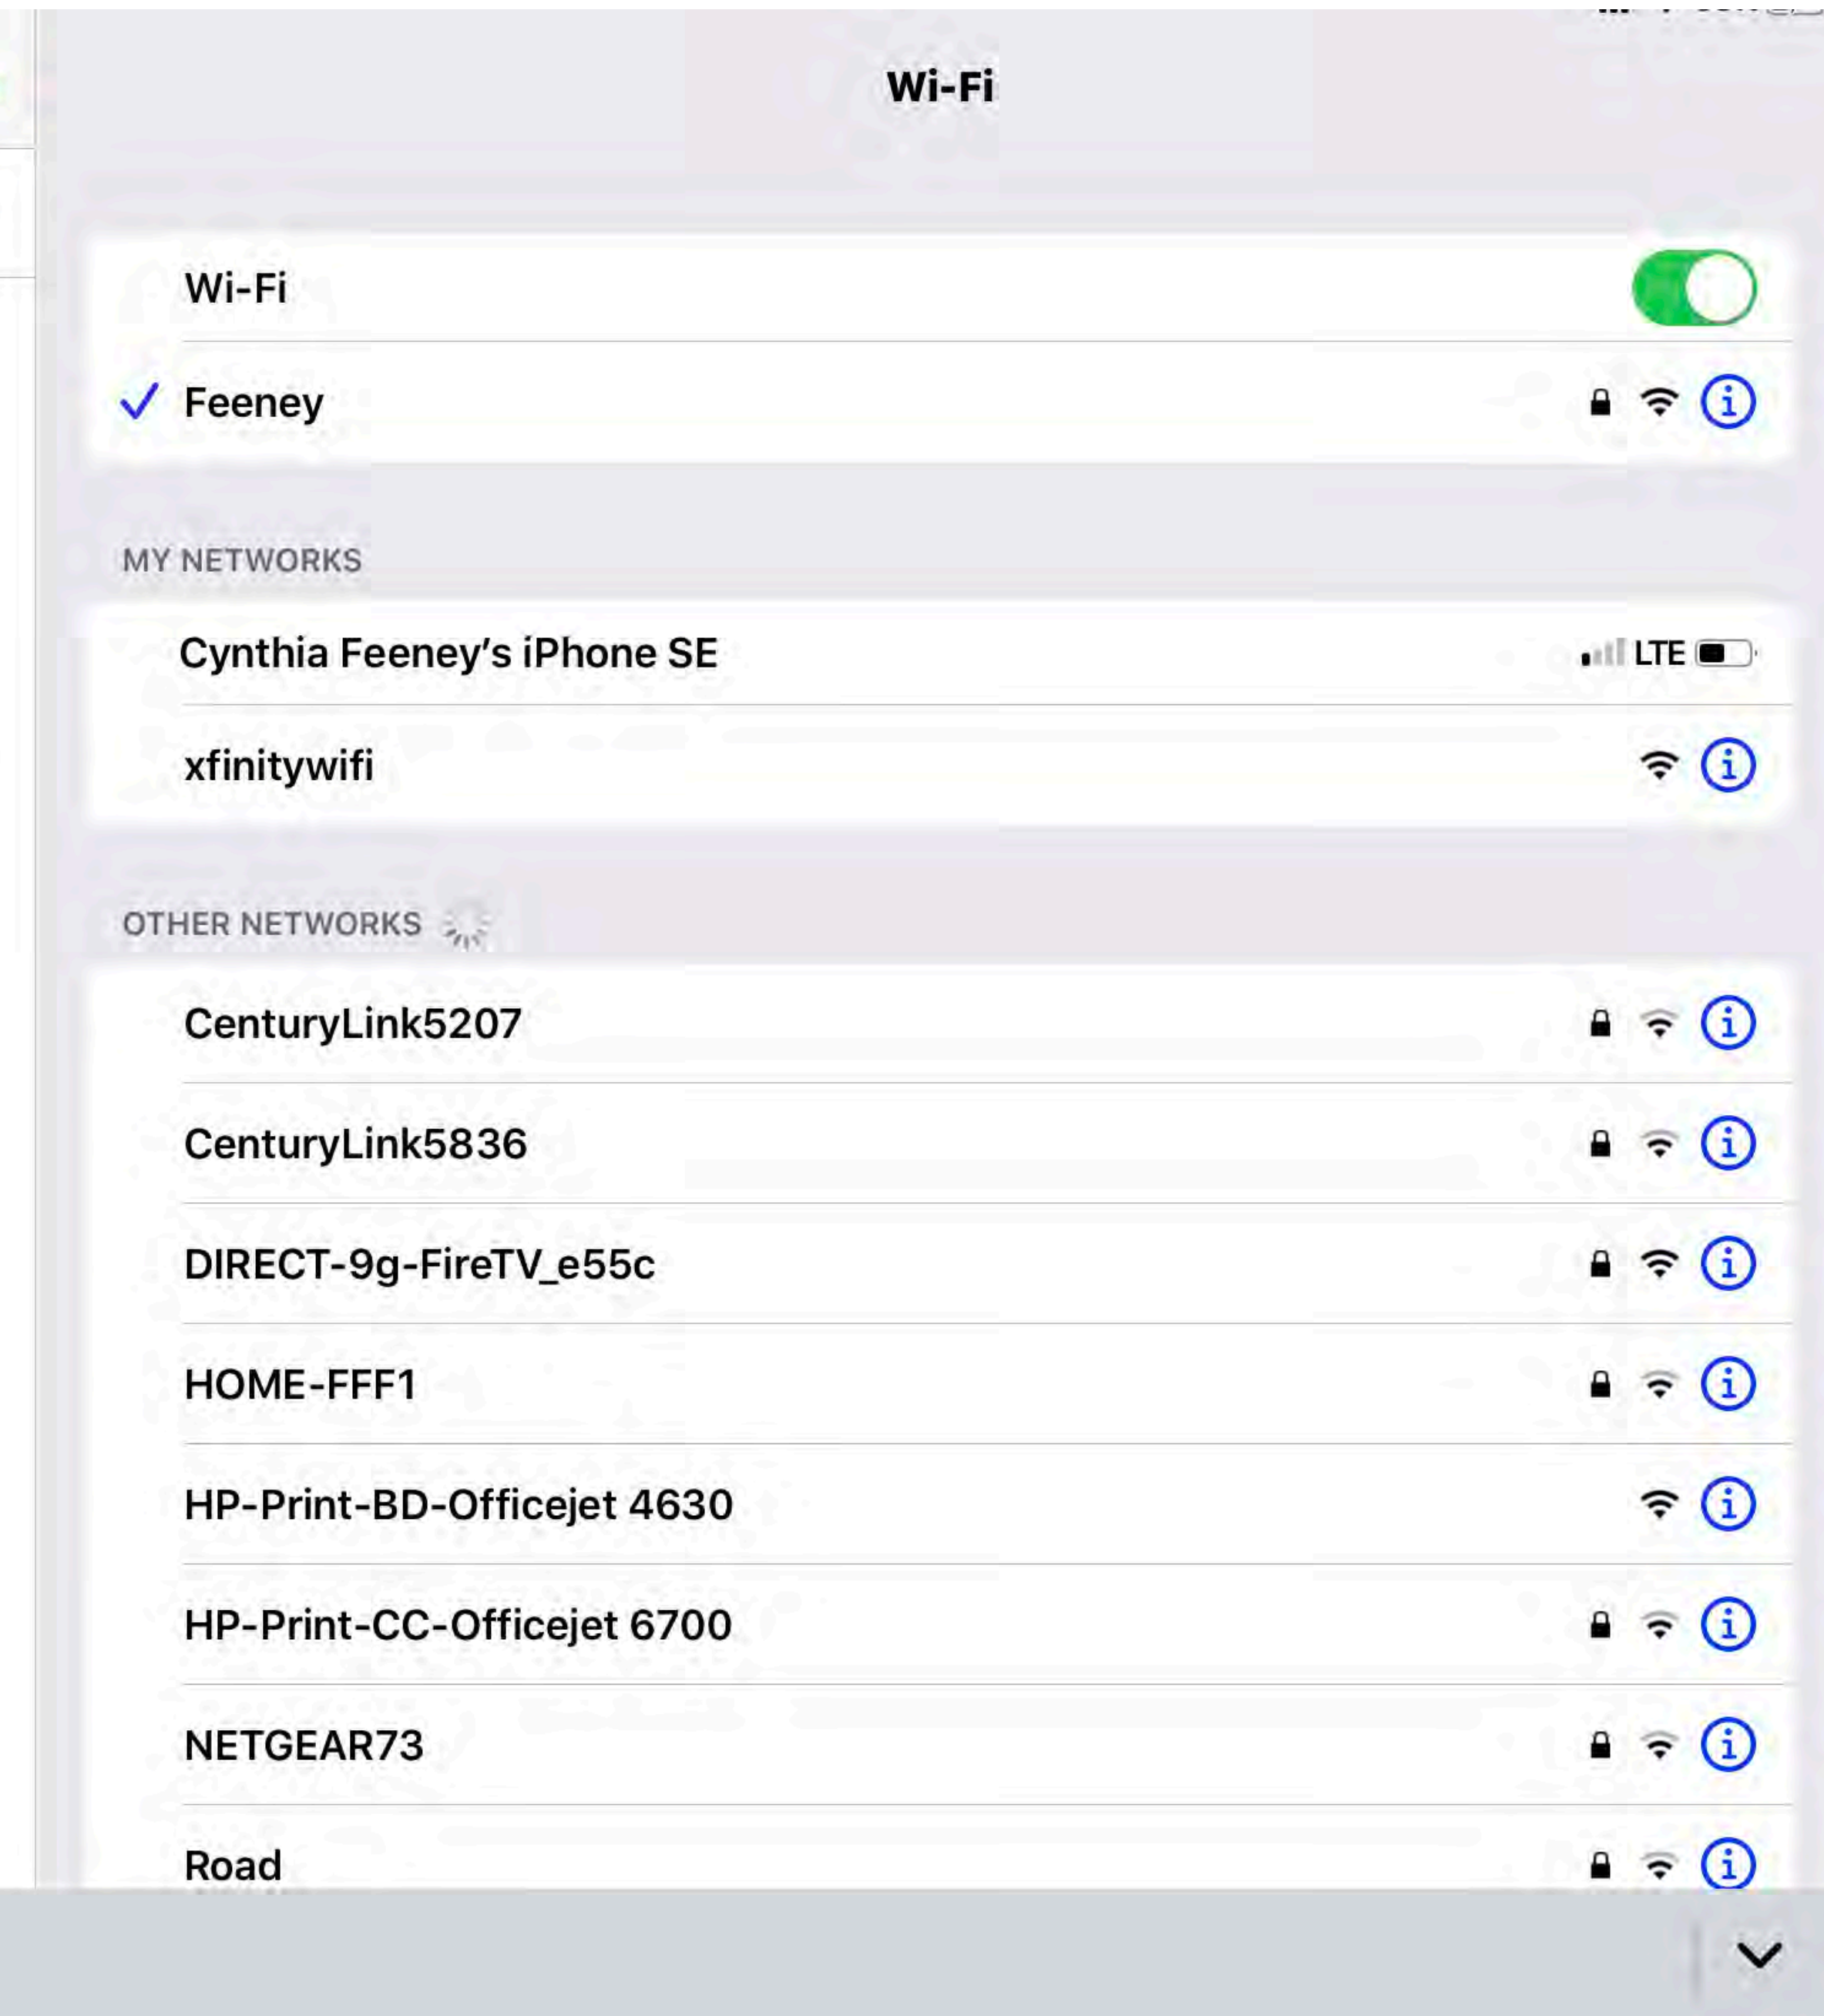 Wi-Fi
Wi-Fi
Feeney
MY NETWORKS
Cynthia Feeney's iPhone SE LTE
xfinitywifi
OTHER NETWORKS
CenturyLink5207
CenturyLink5836
DIRECT-9g-FireTV_e55c
HOME-FFF1
HP-Print-BD-Officejet 4630
HP-Print-CC-Officejet 6700
NETGEAR73
Road